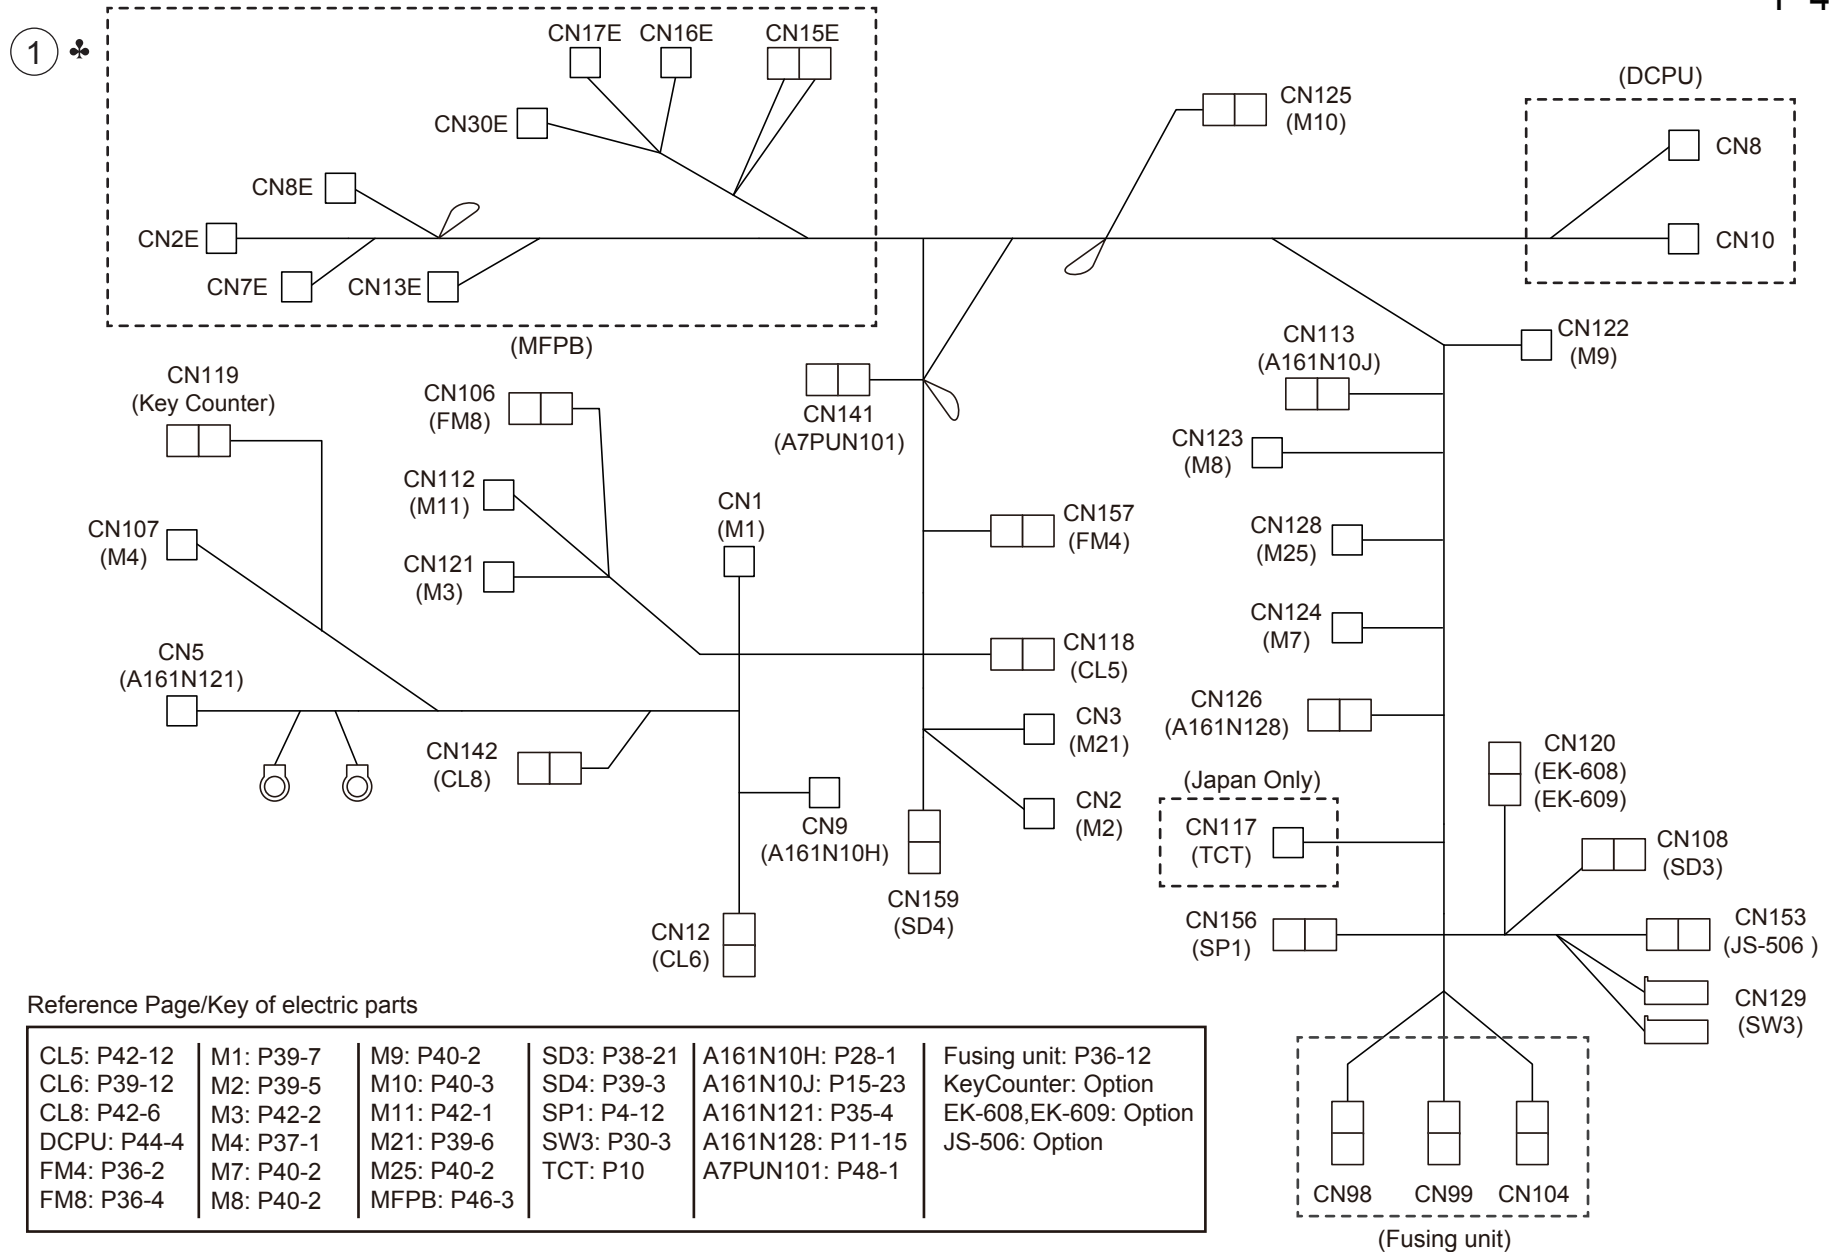 1
♣
CN17E
CN16E
CN15E
CN30E
CN8E
CN2E
CN7E
CN13E
(MFPB)
CN125
(M10)
(DCPU)
CN8
CN10
CN122
(M9)
CN113
(A161N10J)
CN123
(M8)
CN128
(M25)
CN124
(M7)
CN126
(A161N128)
(Japan Only)
CN117
(TCT)
CN156
(SP1)
CN120
(EK-608)
(EK-609)
CN108
(SD3)
CN153
(JS-506 )
CN129
(SW3)
CN98
CN99
CN104
(Fusing unit)
CN141
(A7PUN101)
CN157
(FM4)
CN118
(CL5)
CN3
(M21)
CN2
(M2)
CN159
(SD4)
CN119
(Key Counter)
CN106
(FM8)
CN112
(M11)
CN121
(M3)
CN1
(M1)
CN107
(M4)
CN5
(A161N121)
CN142
(CL8)
CN9
(A161N10H)
CN12
(CL6)
Reference Page/Key of electric parts
CL5: P42-12
CL6: P39-12
CL8: P42-6
DCPU: P44-4
FM4: P36-2
FM8: P36-4
M1: P39-7
M2: P39-5
M3: P42-2
M4: P37-1
M7: P40-2
M8: P40-2
M9: P40-2
M10: P40-3
M11: P42-1
M21: P39-6
M25: P40-2
MFPB: P46-3
SD3: P38-21
SD4: P39-3
SP1: P4-12
SW3: P30-3
TCT: P10
A161N10H: P28-1
A161N10J: P15-23
A161N121: P35-4
A161N128: P11-15
A7PUN101: P48-1
Fusing unit: P36-12
KeyCounter: Option
EK-608,EK-609: Option
JS-506: Option